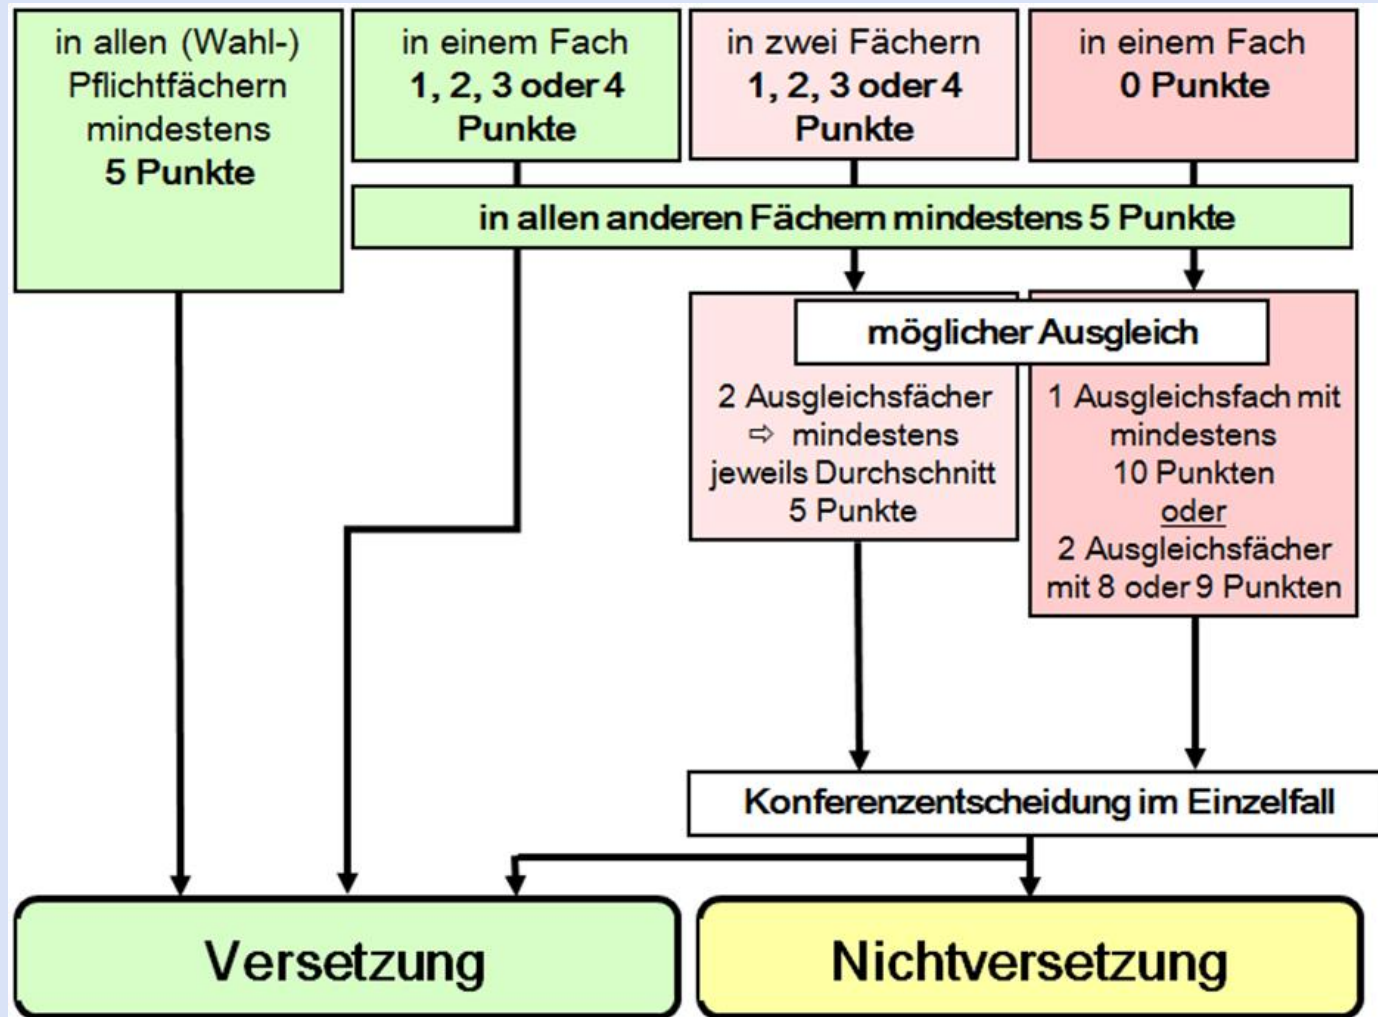 in allen (Wahl-)
Pflichtfächern
mindestens
5 Punkte
in einem Fach
1, 2, 3 oder 4
Punkte
in zwei Fächern
1, 2, 3 oder 4
Punkte
in einem Fach
0 Punkte
in allen anderen Fächern mindestens 5 Punkte
möglicher Ausgleich
2 Ausgleichsfächer
⇨ mindestens
jeweils Durchschnitt
5 Punkte
1 Ausgleichsfach mit
mindestens
10 Punkten
oder
2 Ausgleichsfächer
mit 8 oder 9 Punkten
Konferenzentscheidung im Einzelfall
Versetzung
Nichtversetzung